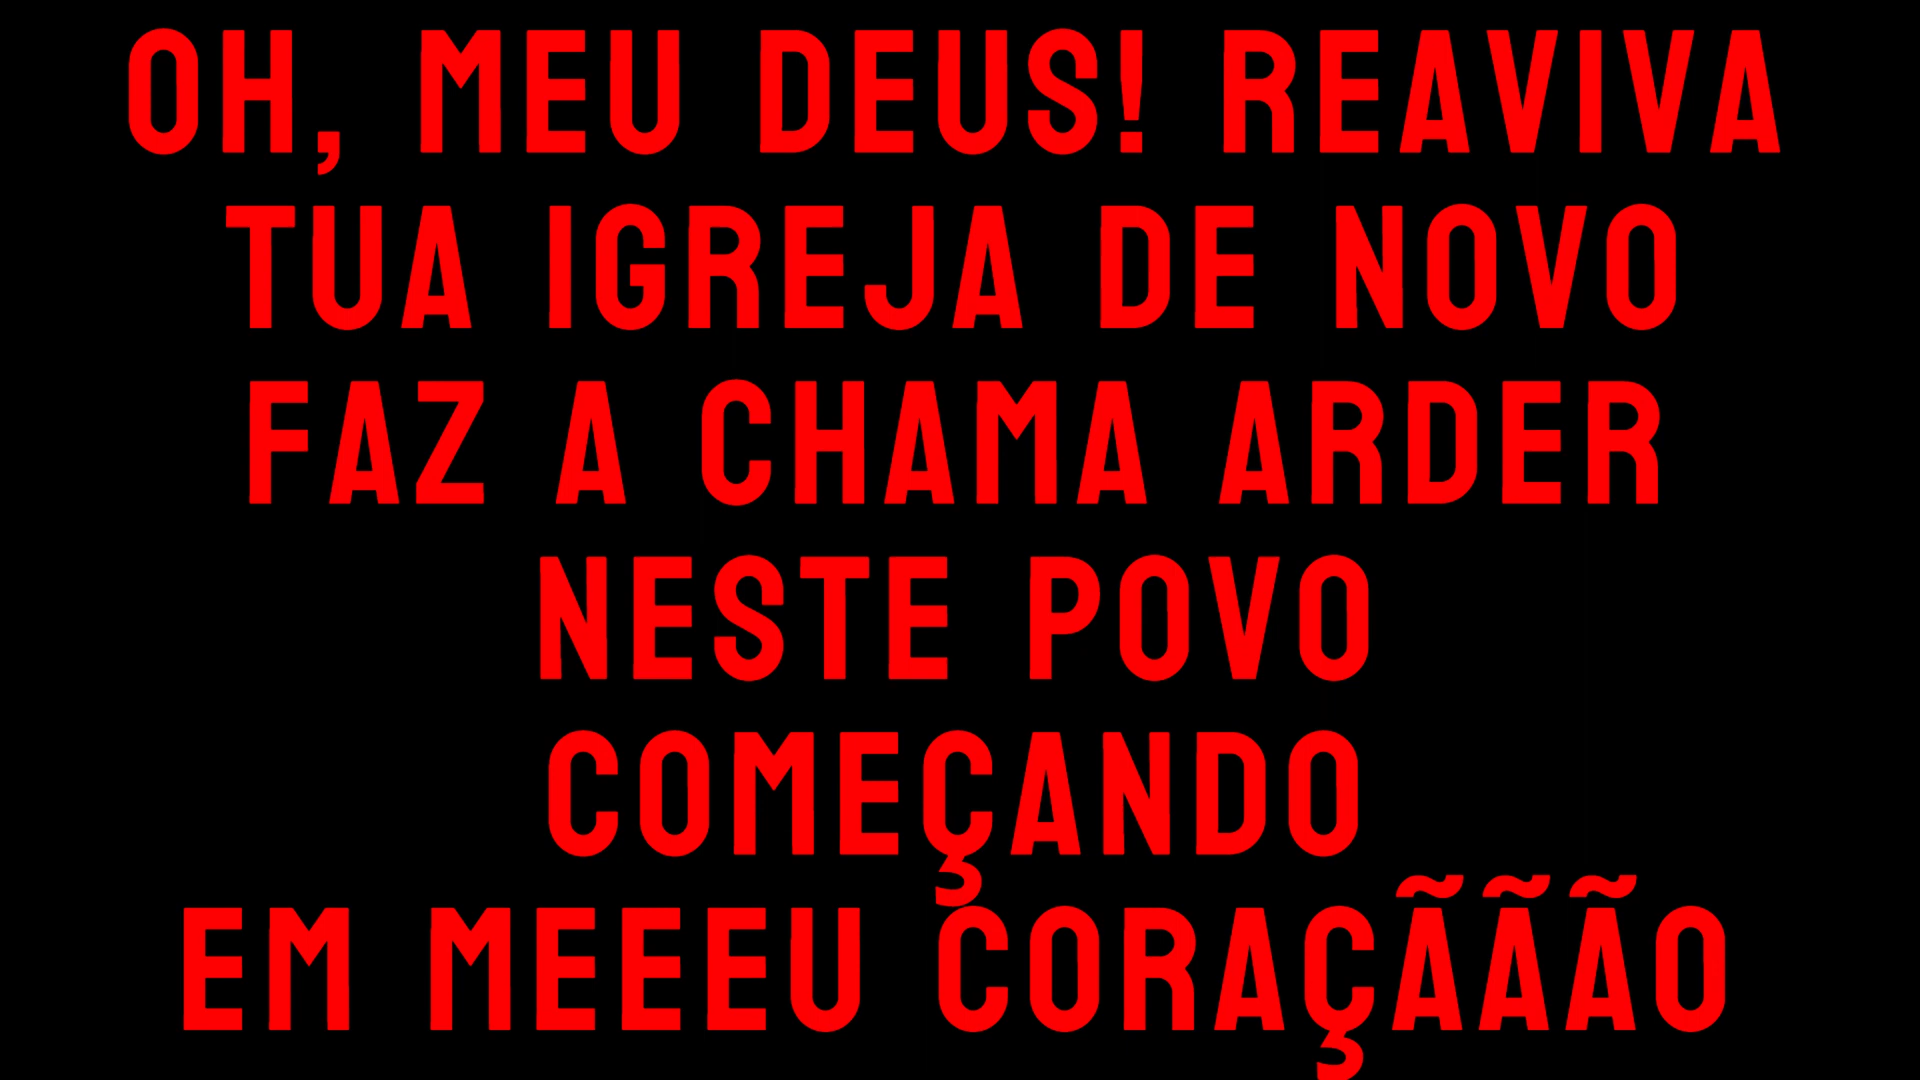 OH, MEU DEUS! REAVIVA
TUA IGREJA DE NOVO
FAZ A CHAMA ARDER
NESTE POVO
COMEÇANDO
EM MEEEU CORAÇÃÃÃO